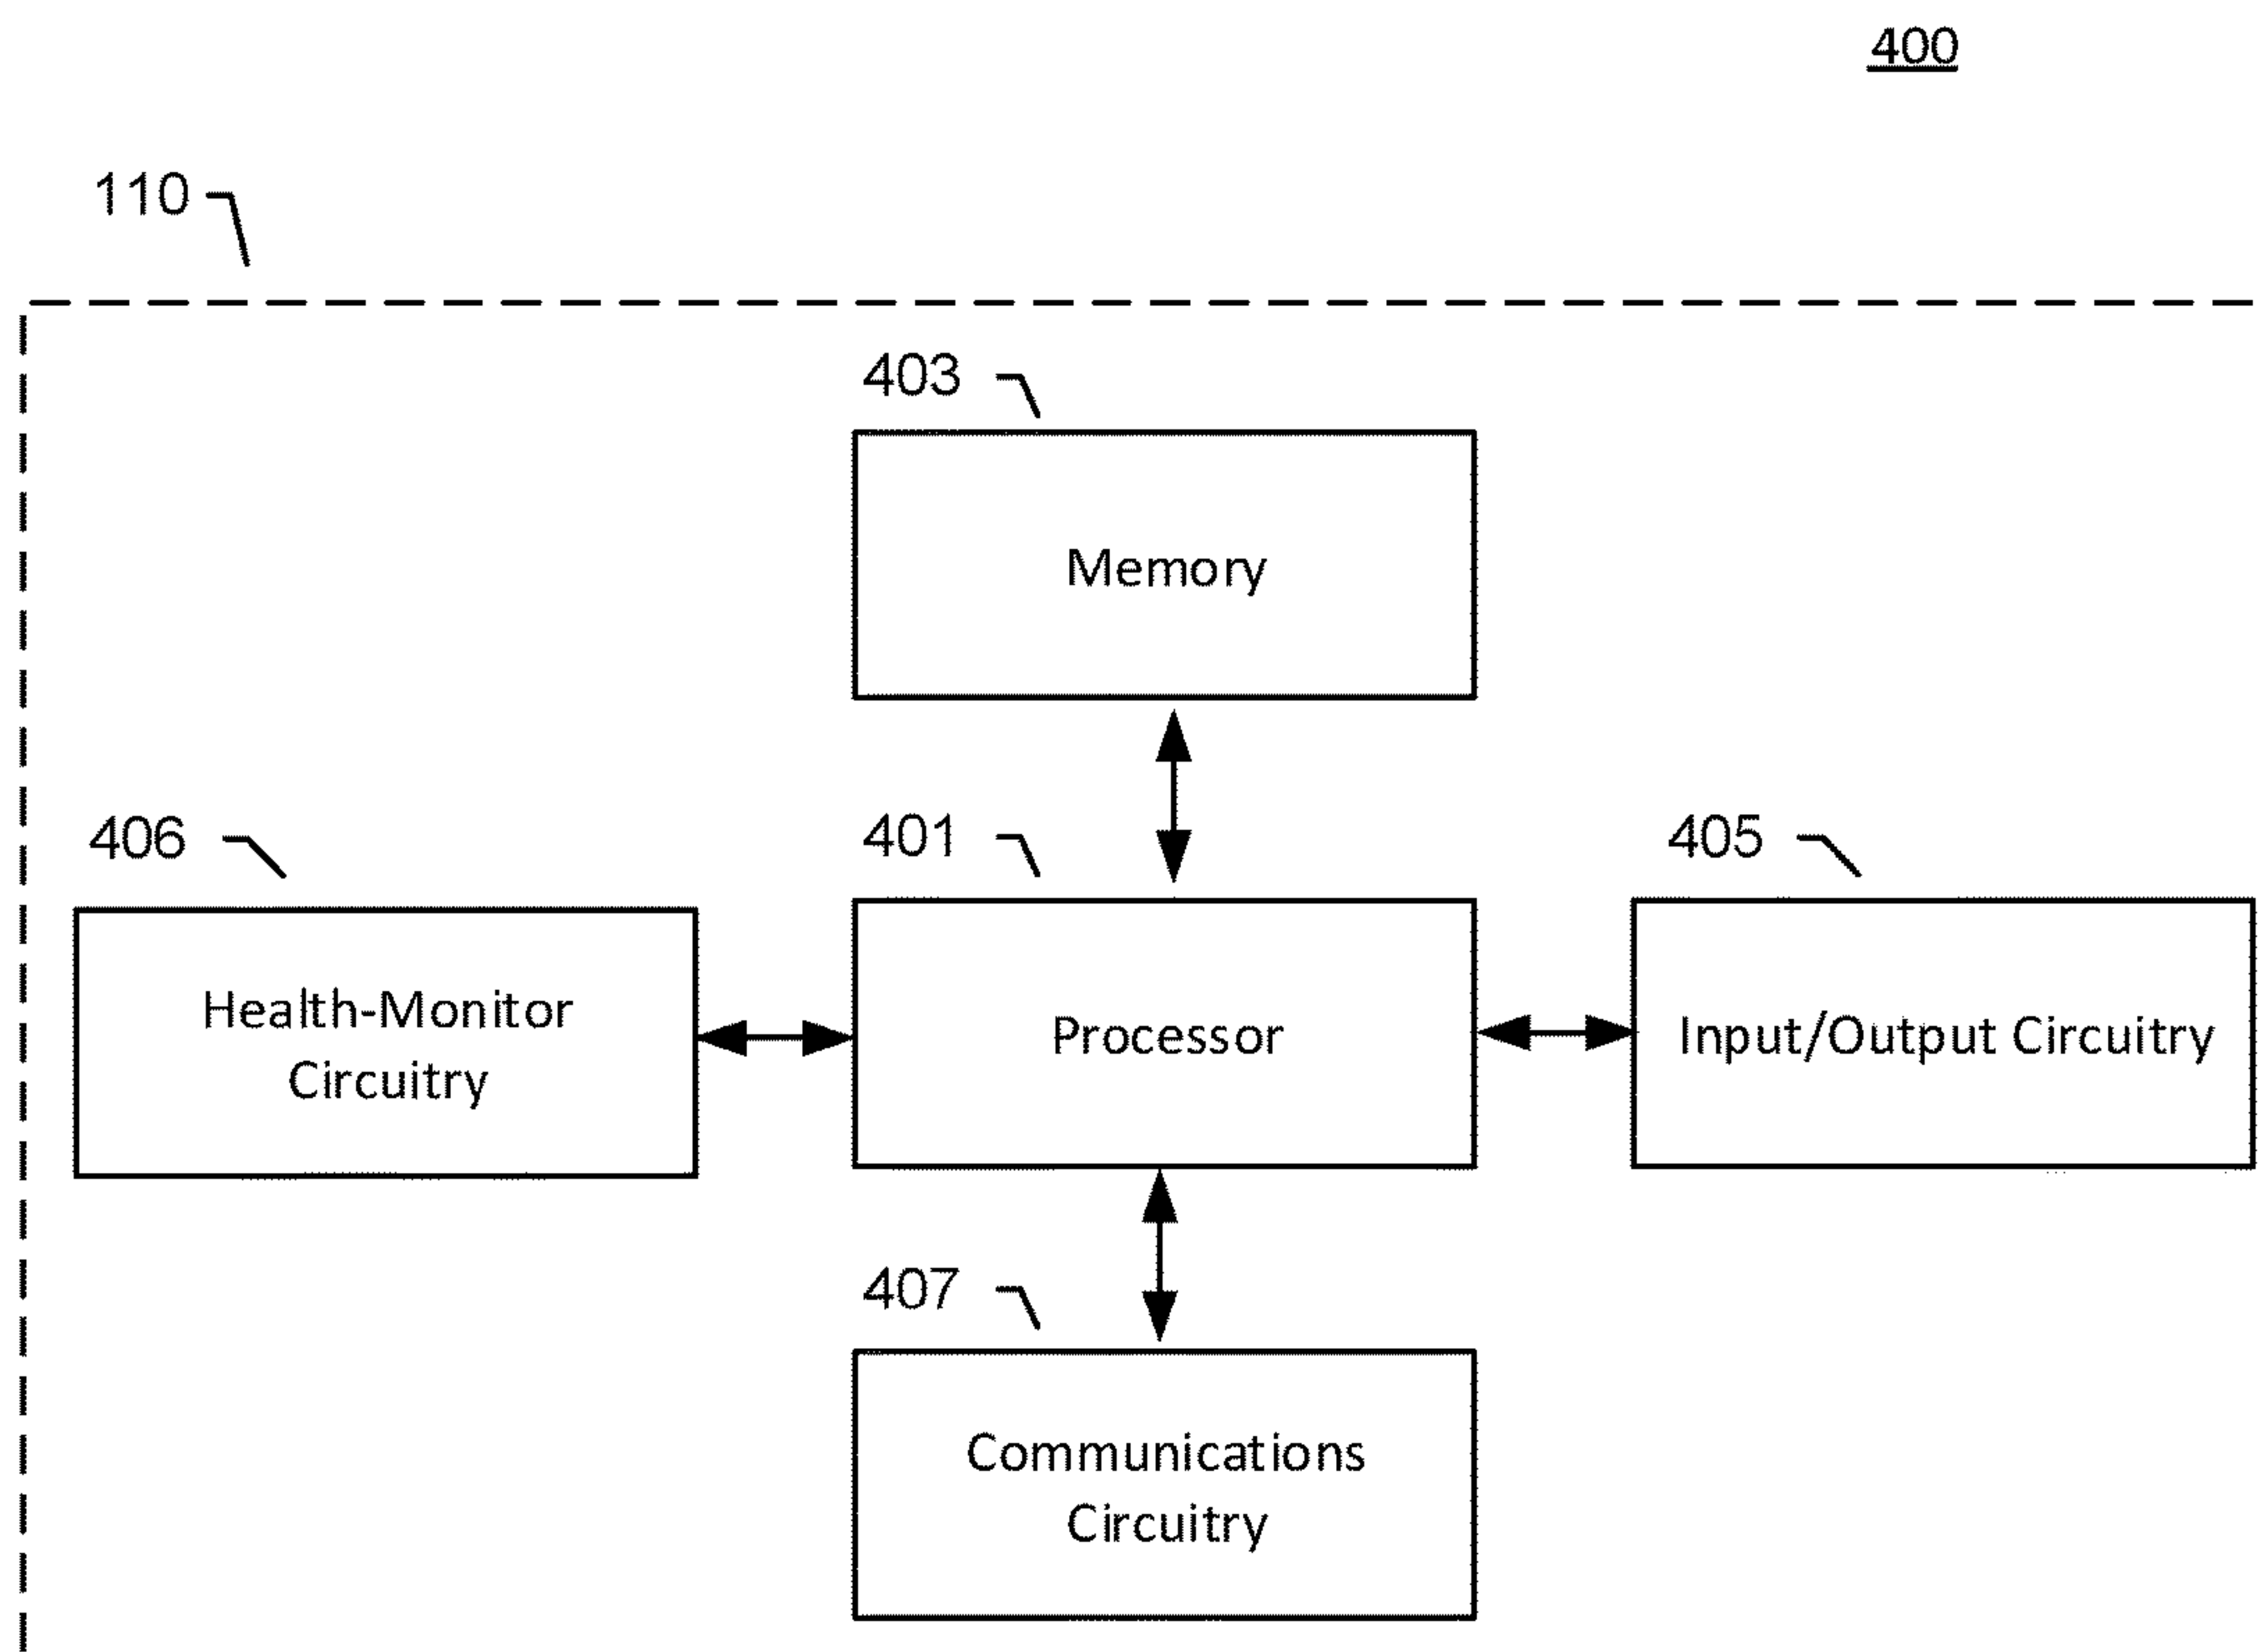 400
110
403
Memory
406
401
405
Health-Monitor
Circuitry
Processor
Input/Output Circuitry
407
Communications
Circuitry